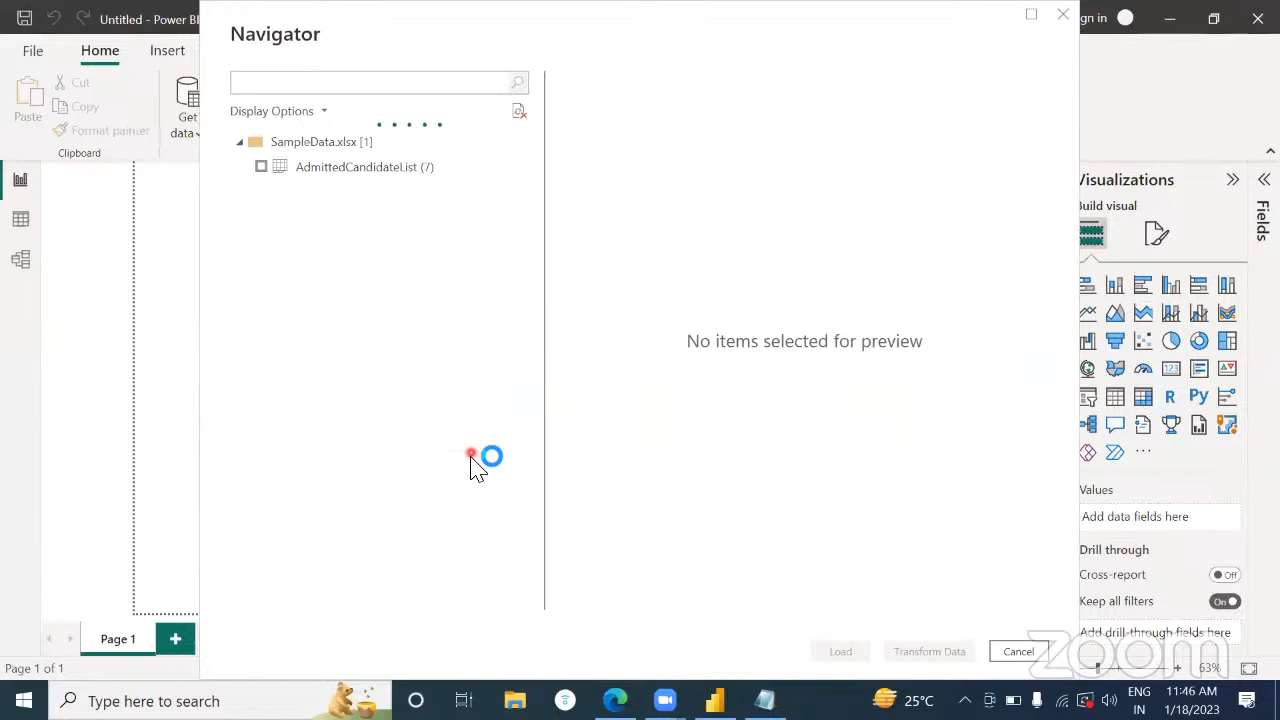 Untitled - Power BI
Navigator
ign in
File
Home
Insert
Cut
Copy
Paste
Format painter
Get
data
Clipboard
Display Options
SampleData.xlsx [1]
AdmittedCandidateList (7)
No items selected for preview
Visualizations
Build visual
Fields
R
Py
123
Values
Add data fields here
Drill through
Cross-report
Off
Keep all filters
On
Add drill-through fields here
Load
Transform Data
Cancel
zoom
Page 1
Page 1 of 1
63%
Type here to search
25°C
ENG
IN
11:46 AM
1/18/2023